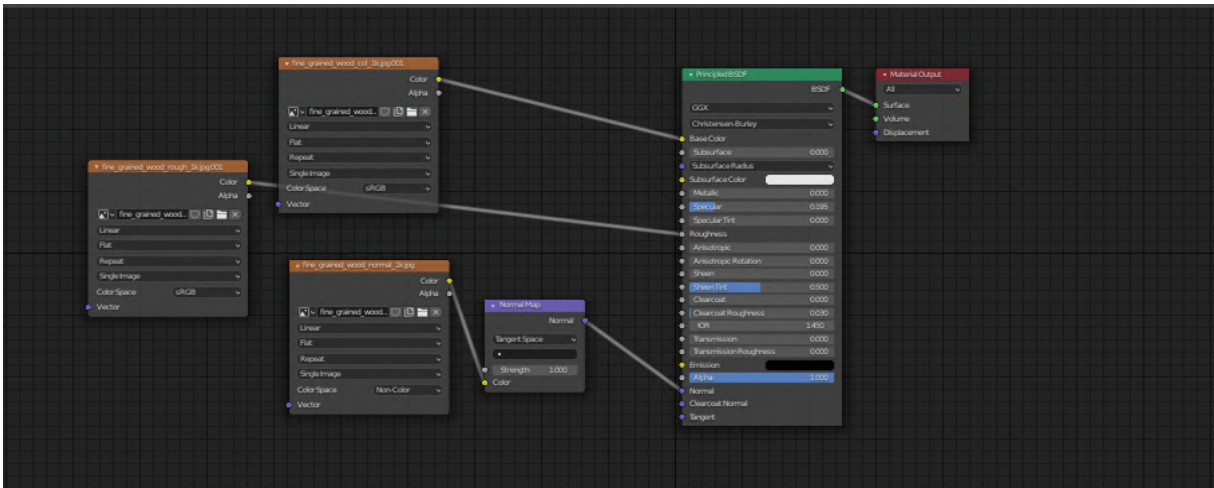 fine_grained_wood_col_1k.jpg.001
Color
Alpha
fine_grained_wood...
Linear
Flat
Repeat
Single Image
Color Space sRGB
Vector
fine_grained_wood_rough_1k.jpg.001
Color
Alpha
fine_grained_wood...
Linear
Flat
Repeat
Single Image
Color Space sRGB
Vector
fine_grained_wood_normal_1k.jpg
Color
Alpha
fine_grained_wood...
Linear
Flat
Repeat
Single Image
Color Space Non-Color
Vector
Normal Map
Normal
Tangent Space
Strength 1.000
Color
Principled BSDF
BSDF
GGX
Christensen-Burley
Base Color
Subsurface 0.000
Subsurface Radius
Subsurface Color
Metallic 0.000
Specular 0.195
Specular Tint 0.000
Roughness
Anisotropic 0.000
Anisotropic Rotation 0.000
Sheen 0.000
Sheen Tint 0.500
Clearcoat 0.000
Clearcoat Roughness 0.030
IOR 1.450
Transmission 0.000
Transmission Roughness 0.000
Emission
Alpha 1.000
Normal
Clearcoat Normal
Tangent
Material Output
All
Surface
Volume
Displacement